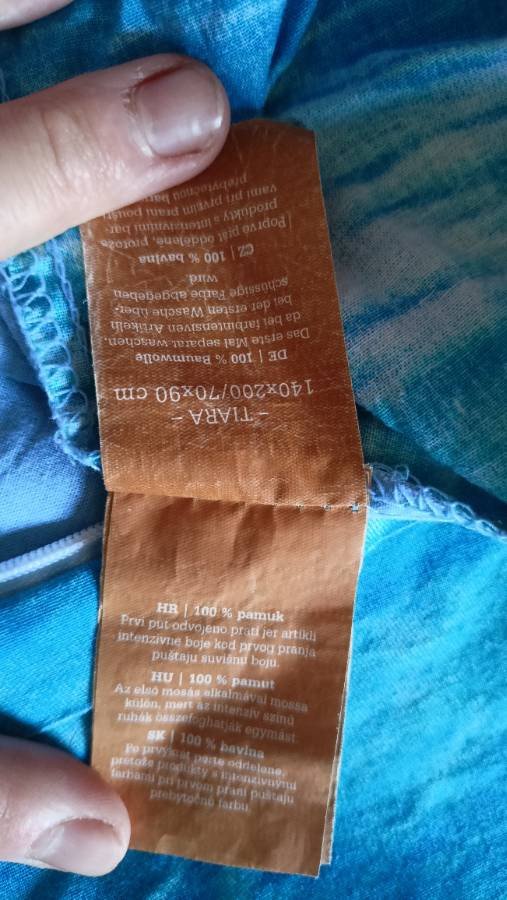 – TIARA –
140x200/70x90 cm
DE | 100 % Baumwolle
Das erste Mal separat waschen,
da bei farbintensiven Artikeln
bei der ersten Wäsche über-
schüssige Farbe abgegeben
wird.
CZ | 100 % bavlna
Poprvé prát odděleně, protože
produkty s intenzivními bar-
vami při prvním praní pouští
přebytečnou
HR | 100 % pamuk
Prvi put odvojeno prati jer artikli
intenzivne boje kod prvog pranja
puštaju suvišnu boju.
HU | 100 % pamut
Az első mosás alkalmával mossa
külön, mert az intenzív színű
ruhák összefoghatják egymást.
SK | 100 % bavlna
Po prvýkrát perte oddelene,
pretože produkty s intenzívnymi
farbami pri prvom praní púšťajú
prebytočnú farbu.